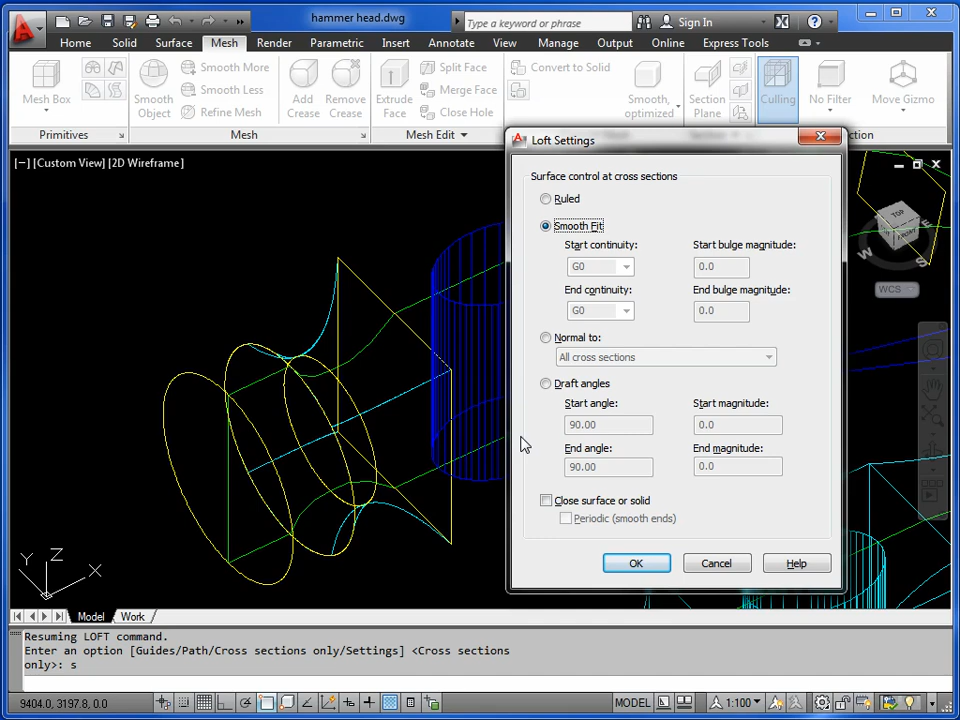 hammer head.dwg
Type a keyword or phrase
Sign In
Home Solid Surface Mesh Render Parametric Insert Annotate View Manage Output Online Express Tools
Mesh Box
Smooth Object
Smooth More
Smooth Less
Refine Mesh
Add Crease
Remove Crease
Extrude Face
Split Face
Merge Face
Close Hole
Convert to Solid
Smooth, optimized
Section Plane
Culling
No Filter
Move Gizmo
Primitives Mesh Mesh Edit
[−] [Custom View] [2D Wireframe]
Loft Settings
Surface control at cross sections
Ruled
Smooth Fit
Start continuity: Start bulge magnitude:
G0 0.0
End continuity: End bulge magnitude:
G0 0.0
Normal to:
All cross sections
Draft angles
Start angle: Start magnitude:
90.00 0.0
End angle: End magnitude:
90.00 0.0
Close surface or solid
Periodic (smooth ends)
OK Cancel Help
TOP
FRONT
W E
S
WCS
Y Z X
Model Work
Resuming LOFT command.
Enter an option [Guides/Path/Cross sections only/Settings] <Cross sections
only>: s
9404.0, 3197.8, 0.0
MODEL
1:100